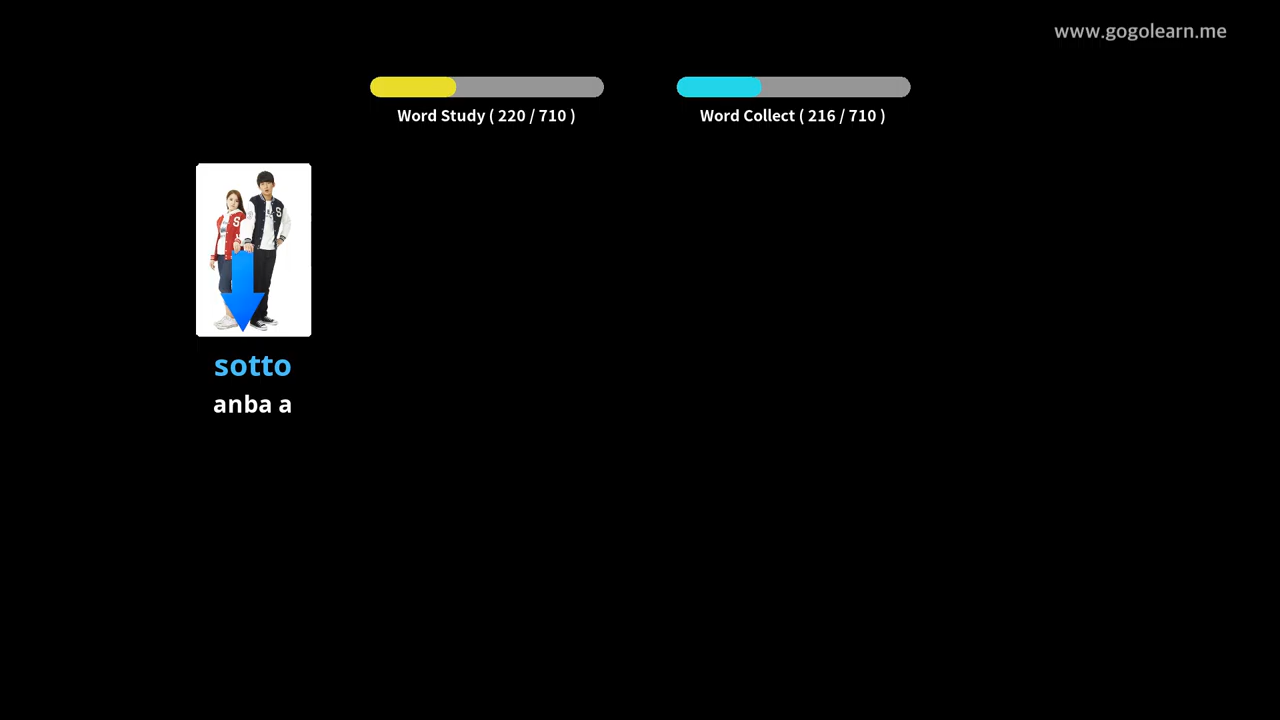 www.gogolearn.me
Word Study ( 220 / 710 )
Word Collect ( 216 / 710 )
S
S
sotto
anba a